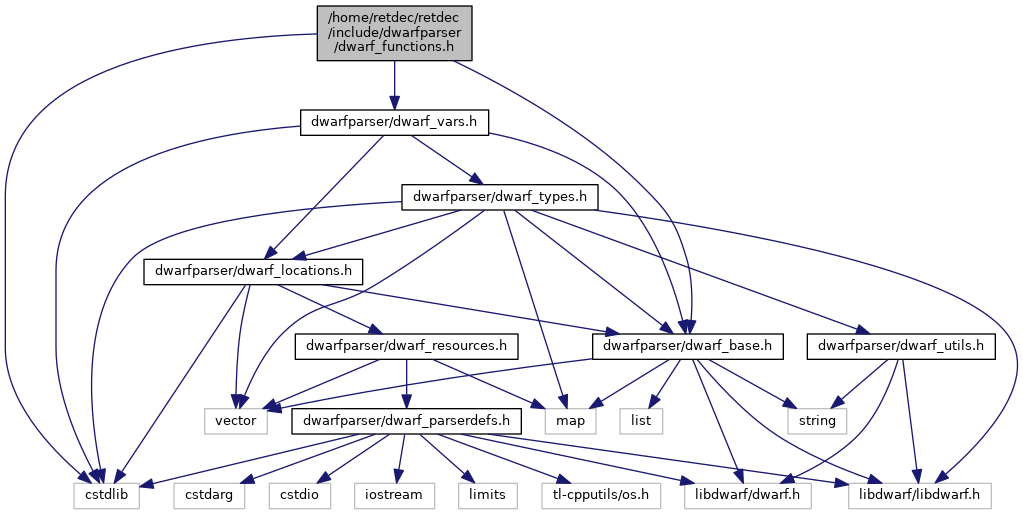 /home/retdec/retdec
/include/dwarfparser
/dwarf_functions.h
dwarfparser/dwarf_vars.h
dwarfparser/dwarf_types.h
dwarfparser/dwarf_locations.h
dwarfparser/dwarf_resources.h
dwarfparser/dwarf_base.h
dwarfparser/dwarf_utils.h
vector
dwarfparser/dwarf_parserdefs.h
map
list
string
cstdlib
cstdarg
cstdio
iostream
limits
tl-cpputils/os.h
libdwarf/dwarf.h
libdwarf/libdwarf.h